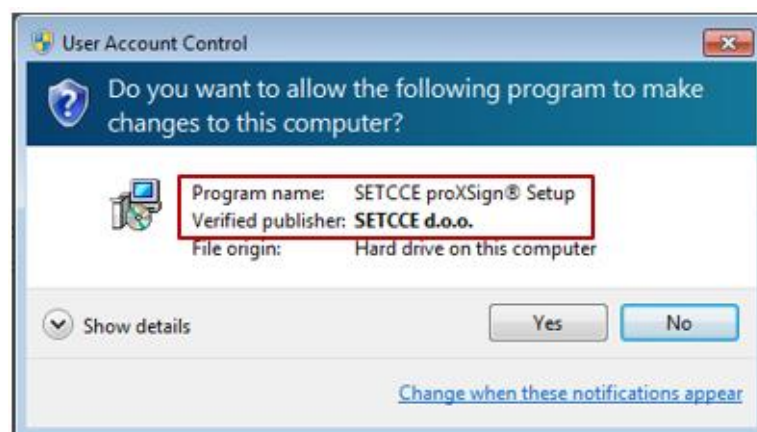 User Account Control
Do you want to allow the following program to make
changes to this computer?
Program name: SETCCE proXSign® Setup
Verified publisher: SETCCE d.o.o.
File origin: Hard drive on this computer
Show details Yes No
Change when these notifications appear